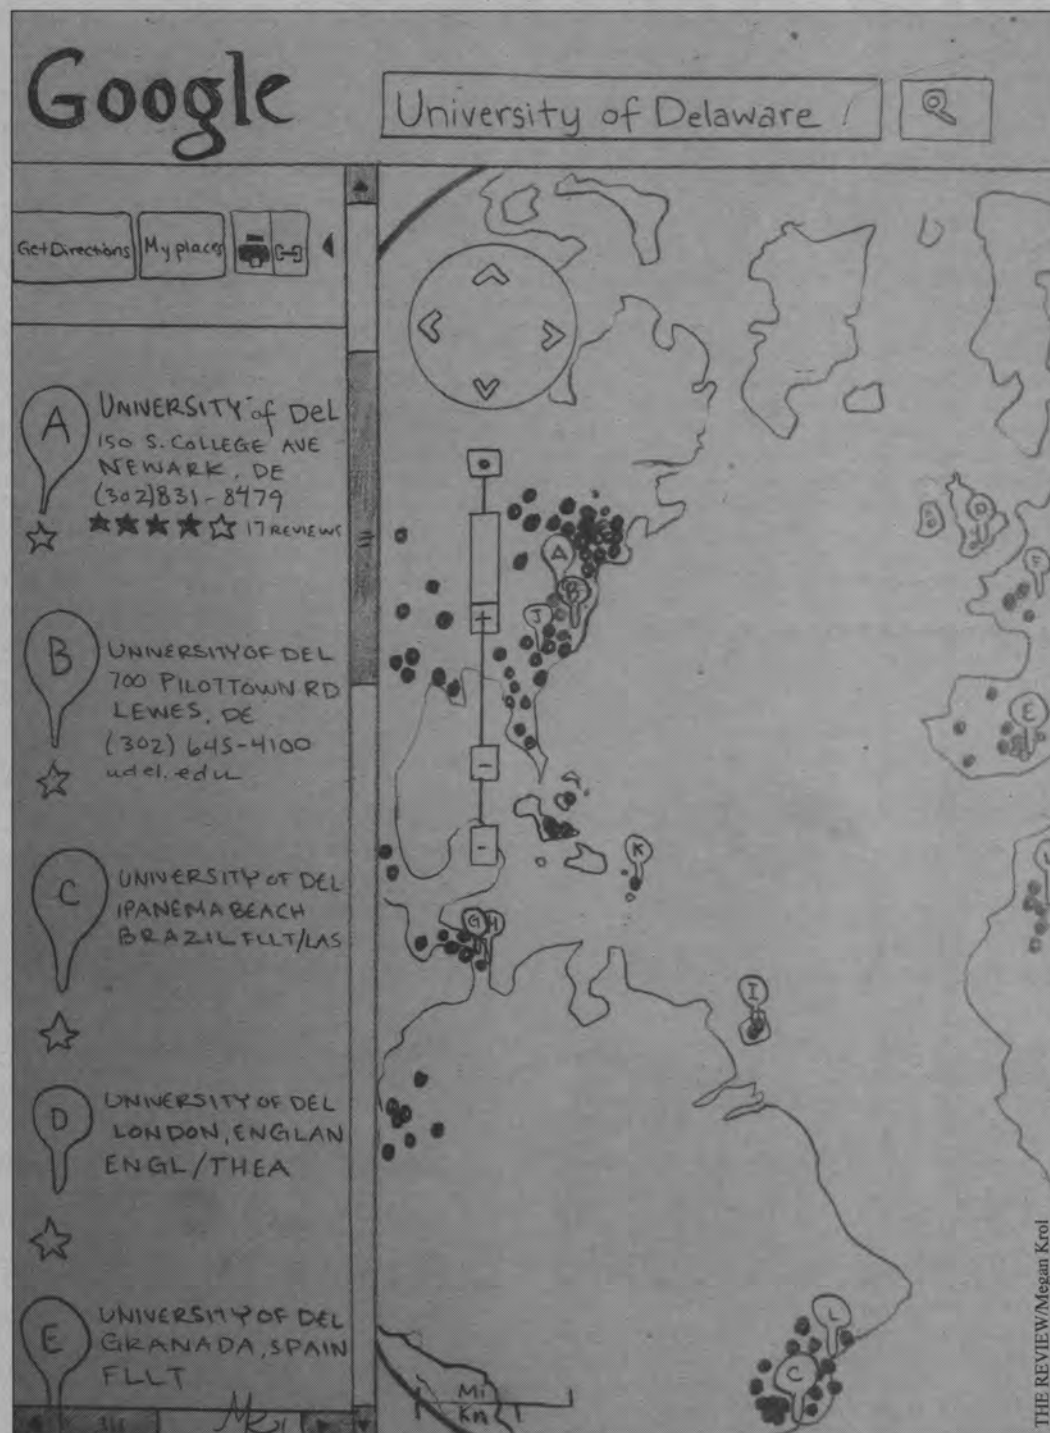 Google
University of Delaware
Get Directions
My places
A
UNIVERSITY of DEL
150 S. COLLEGE AVE
NEWARK, DE
(302)831-8479
17 REVIEWS
B
UNIVERSITY OF DEL
700 PILOTTOWN RD
LEWES, DE
(302) 645-4100
udel.edu
C
UNIVERSITY OF DEL
IPANEMA BEACH
BRAZIL FLLT/LAS
D
UNIVERSITY OF DEL
LONDON, ENGLAN
ENGL/THEA
E
UNIVERSITY OF DEL
GRANADA, SPAIN
FLLT
+
-
-
A
B
J
D
F
E
K
G
H
I
L
C
Mi
Km
THE REVIEW/Megan Krol